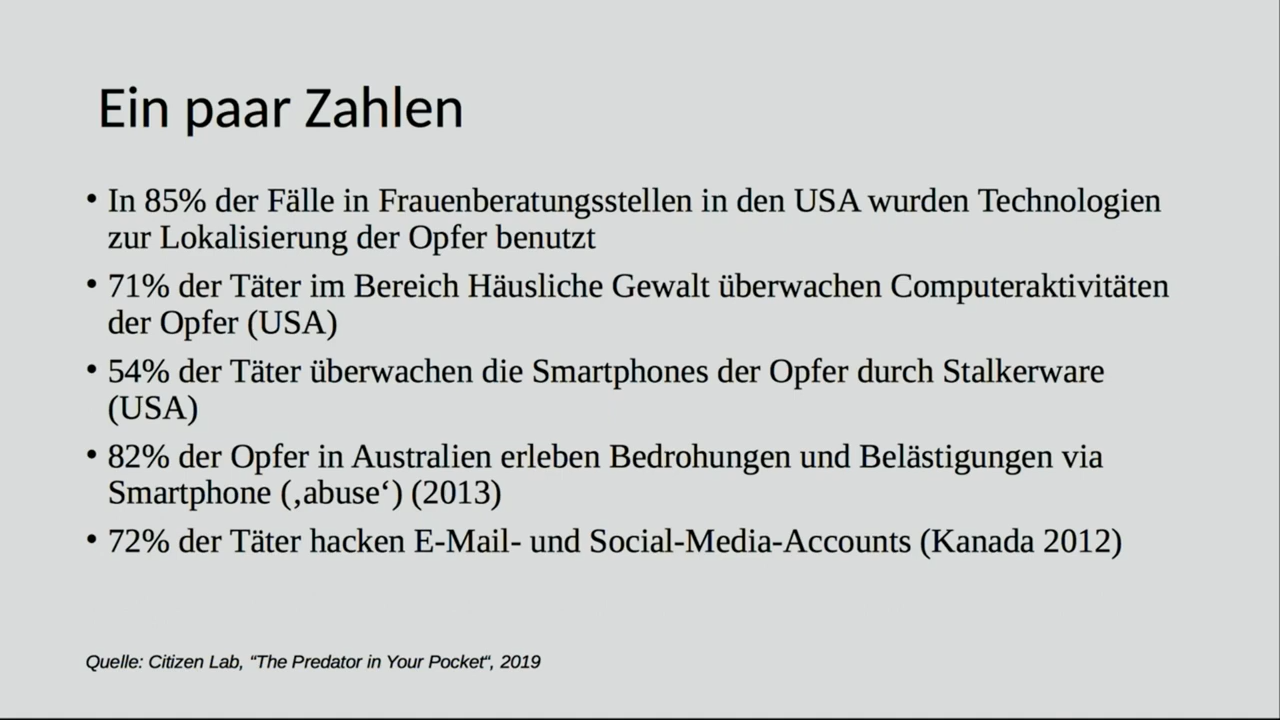 Ein paar Zahlen
• In 85% der Fälle in Frauenberatungsstellen in den USA wurden Technologien
zur Lokalisierung der Opfer benutzt
• 71% der Täter im Bereich Häusliche Gewalt überwachen Computeraktivitäten
der Opfer (USA)
• 54% der Täter überwachen die Smartphones der Opfer durch Stalkerware
(USA)
• 82% der Opfer in Australien erleben Bedrohungen und Belästigungen via
Smartphone (‚abuse‘) (2013)
• 72% der Täter hacken E-Mail- und Social-Media-Accounts (Kanada 2012)
Quelle: Citizen Lab, "The Predator in Your Pocket“, 2019